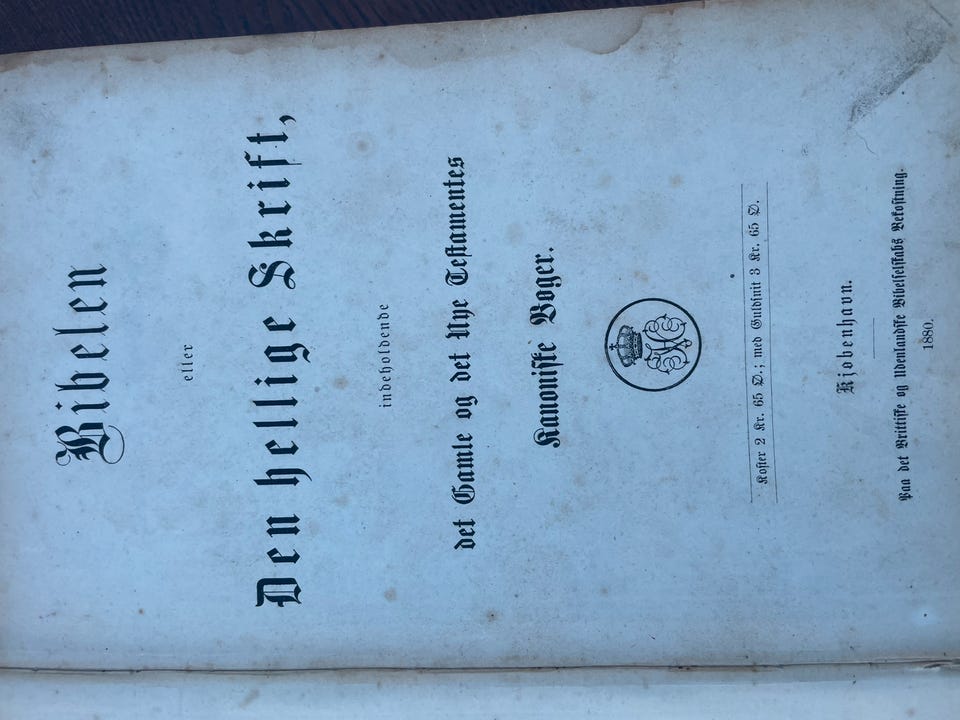 Bibelen
eller
Den hellige Skrift,
indeholdende
det Gamle og det Nye Testamentes
Kanoniske Bøger.
Koster 2 Kr. 65 Ø.; med Guldsnit 3 Kr. 65 Ø.
Kjøbenhavn.
Paa det Brittiske og Udenlandske Bibelselskabs Bekostning.
1880.